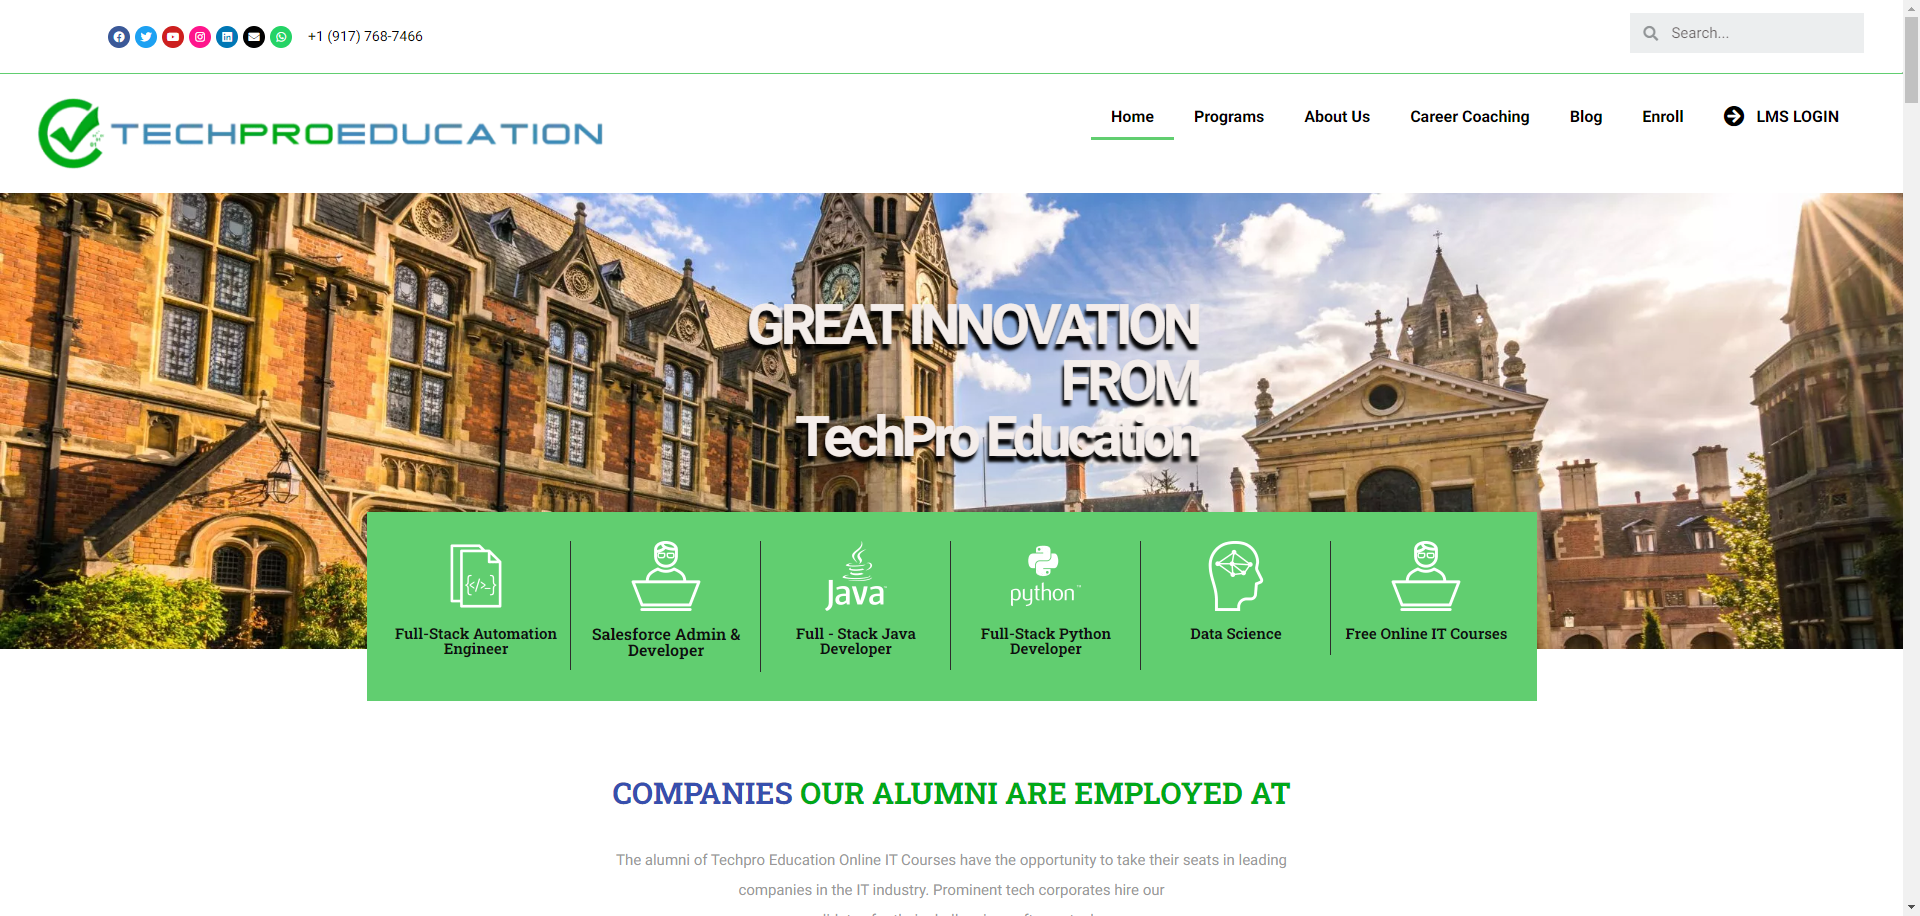 +1 (917) 768-7466
Search...
TECHPROEDUCATION
Home
Programs
About Us
Career Coaching
Blog
Enroll
LMS LOGIN
GREAT INNOVATION
FROM
TechPro Education
{</>_}
Java
python
Full-Stack Automation
Engineer
Salesforce Admin &
Developer
Full - Stack Java
Developer
Full-Stack Python
Developer
Data Science
Free Online IT Courses
COMPANIES OUR ALUMNI ARE EMPLOYED AT
The alumni of Techpro Education Online IT Courses have the opportunity to take their seats in leading
companies in the IT industry. Prominent tech corporates hire our